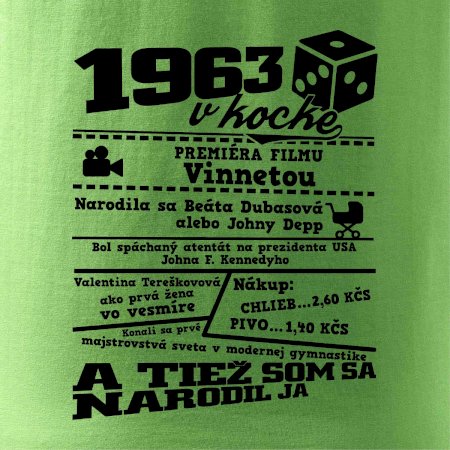 1963
v kocke
PREMIÉRA FILMU
Vinnetou
Narodila sa Beáta Dubasová
alebo Johny Depp
Bol spáchaný atentát na prezidenta USA
Johna F. Kennedyho
Valentina Tereškovová
ako prvá žena
vo vesmíre
Nákup:
CHLIEB...2,60 KČS
PIVO...1,40 KČS
Konali sa prvé
majstrovstvá sveta v modernej gymnastike
A TIEŽ SOM SA
NARODIL JA